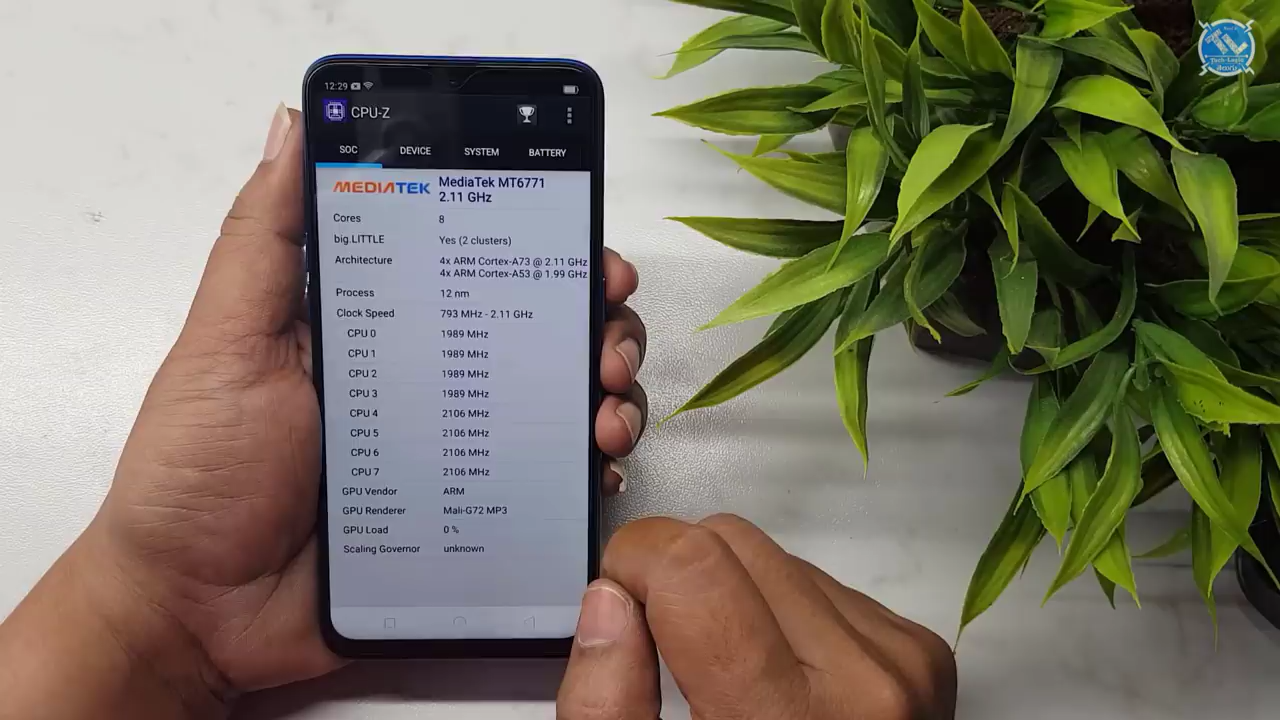 12:29
CPU-Z
SOC DEVICE SYSTEM BATTERY
MEDIATEK MediaTek MT6771
2.11 GHz
Cores 8
big.LITTLE Yes (2 clusters)
Architecture 4x ARM Cortex-A73 @ 2.11 GHz
4x ARM Cortex-A53 @ 1.99 GHz
Process 12 nm
Clock Speed 793 MHz - 2.11 GHz
CPU 0 1989 MHz
CPU 1 1989 MHz
CPU 2 1989 MHz
CPU 3 1989 MHz
CPU 4 2106 MHz
CPU 5 2106 MHz
CPU 6 2106 MHz
CPU 7 2106 MHz
GPU Vendor ARM
GPU Renderer Mali-G72 MP3
GPU Load 0 %
Scaling Governor unknown
Tech-Logic
తెలుగు